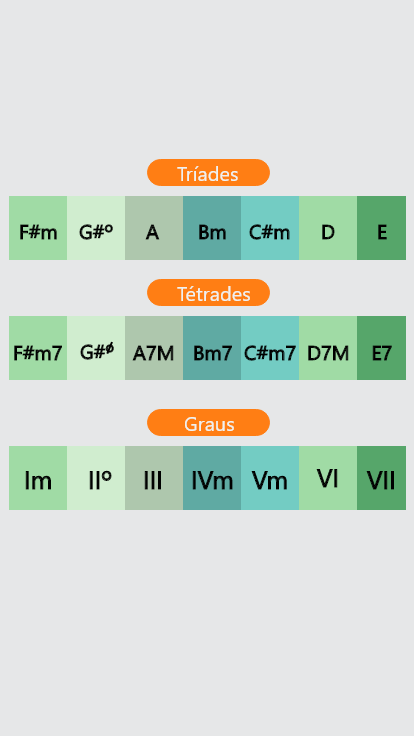 Tríades
F#m G#º A Bm C#m D E
Tétrades
F#m7 G#ø A7M Bm7 C#m7 D7M E7
Graus
Im IIº III IVm Vm VI VII